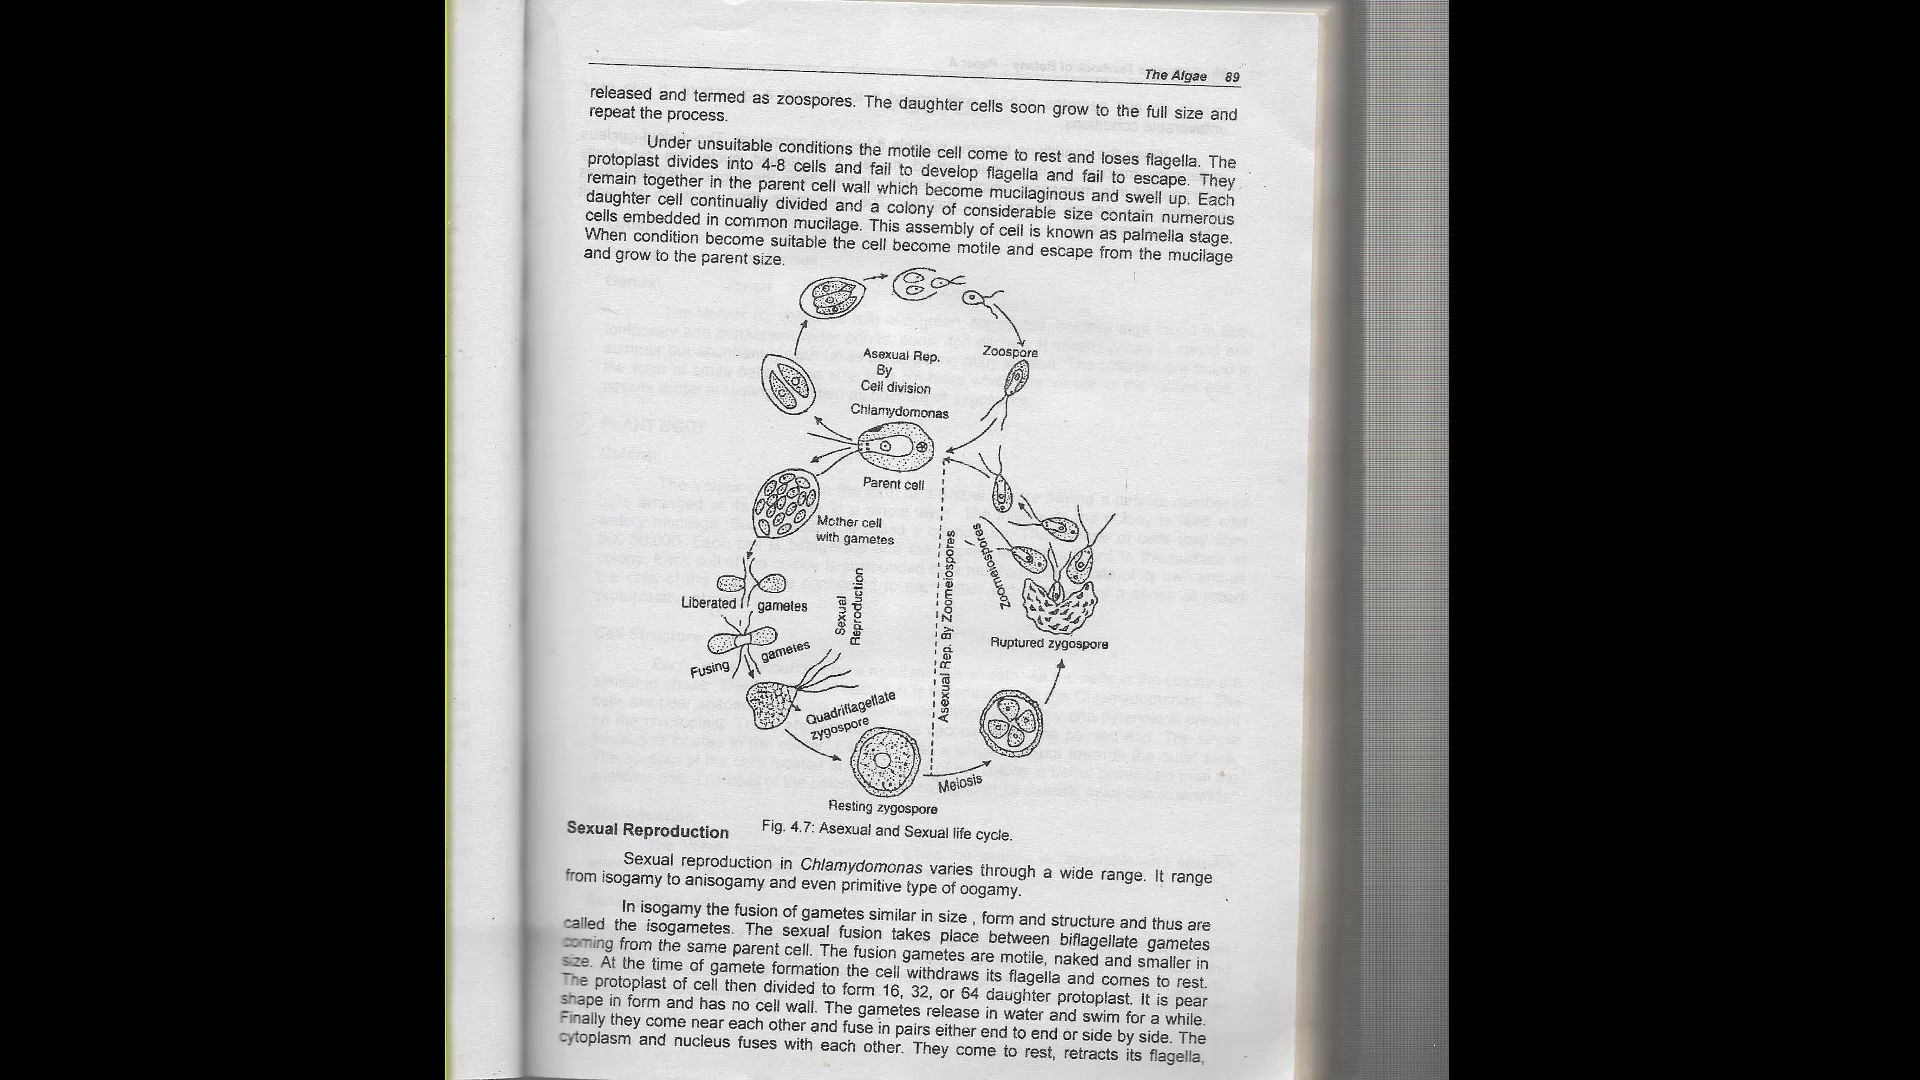 The Algae 89
released and termed as zoospores. The daughter cells soon grow to the full size and
repeat the process.
Under unsuitable conditions the motile cell come to rest and loses flagella. The
protoplast divides into 4-8 cells and fail to develop flagella and fail to escape. They
remain together in the parent cell wall which become mucilaginous and swell up. Each
daughter cell continually divided and a colony of considerable size contain numerous
cells embedded in common mucilage. This assembly of cell is known as palmella stage.
When condition become suitable the cell become motile and escape from the mucilage
and grow to the parent size.
Asexual Rep.
By
Cell division
Zoospore
Chlamydomonas
Parent cell
Mother cell
with gametes
Liberated gametes
Fusing gametes
Sexual
Reproduction
Quadriflagellate
zygospore
Resting zygospore
Asexual Rep. By Zoomeiospores
Zoomeiospores
Ruptured zygospore
Meiosis
Fig. 4.7: Asexual and Sexual life cycle.
Sexual Reproduction
Sexual reproduction in Chlamydomonas varies through a wide range. It range
from isogamy to anisogamy and even primitive type of oogamy.
In isogamy the fusion of gametes similar in size , form and structure and thus are
called the isogametes. The sexual fusion takes place between biflagellate gametes
coming from the same parent cell. The fusion gametes are motile, naked and smaller in
size. At the time of gamete formation the cell withdraws its flagella and comes to rest.
The protoplast of cell then divided to form 16, 32, or 64 daughter protoplast. It is pear
shape in form and has no cell wall. The gametes release in water and swim for a while.
Finally they come near each other and fuse in pairs either end to end or side by side. The
cytoplasm and nucleus fuses with each other. They come to rest, retracts its flagella,